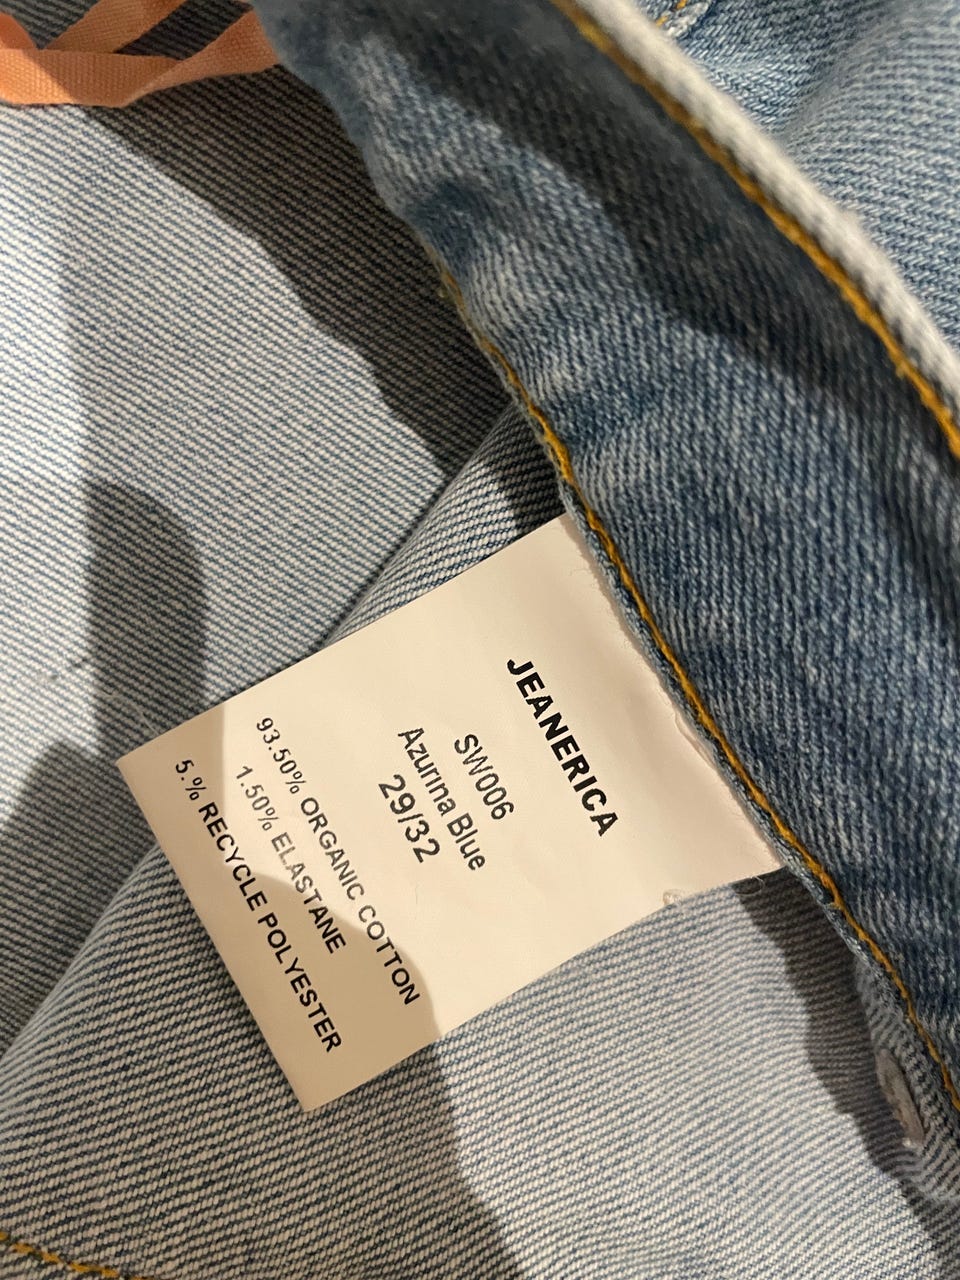 JEANERICA
SW006
Azurina Blue
29/32
93.50% ORGANIC COTTON
1.50% ELASTANE
5.% RECYCLE POLYESTER